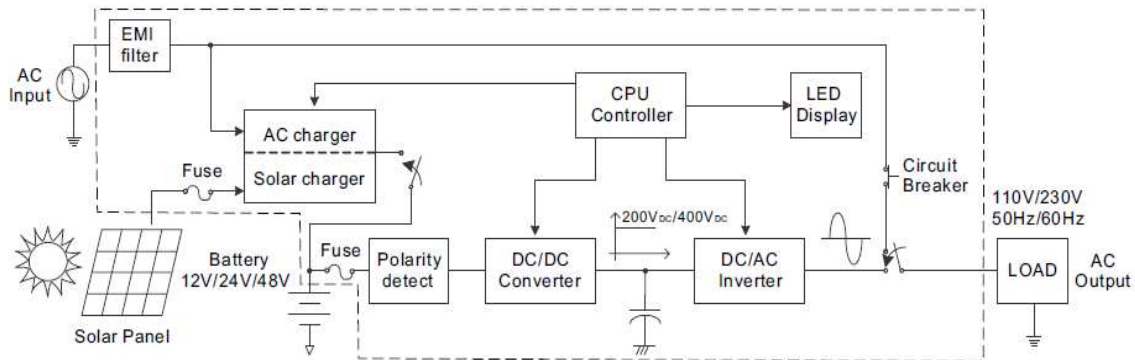 EMI
filter
AC
Input
CPU
Controller
LED
Display
AC charger
Solar charger
Fuse
Circuit
Breaker
110V/230V
50Hz/60Hz
200VDC/400VDC
Fuse
Battery
12V/24V/48V
Polarity
detect
DC/DC
Converter
DC/AC
Inverter
LOAD
AC
Output
Solar Panel